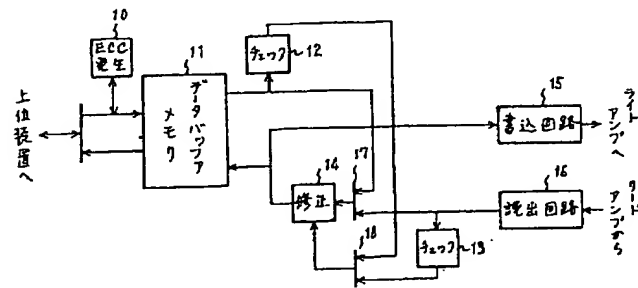 10
ECC
発生
11
データバッファ
メモリ
チェック
12
上位装置へ
14
修正
17
18
チェック
13
15
書込回路
ライト
アンプへ
16
読出回路
リード
アンプから